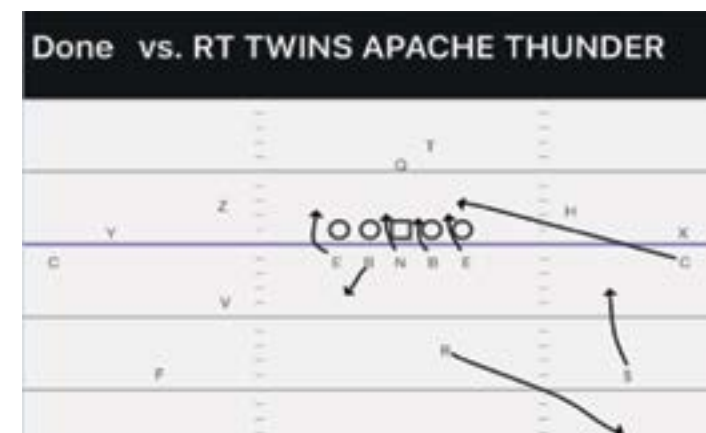 Done vs. RT TWINS APACHE THUNDER
T
Q
Z H
Y X
C E B N B E C
V
R
F S